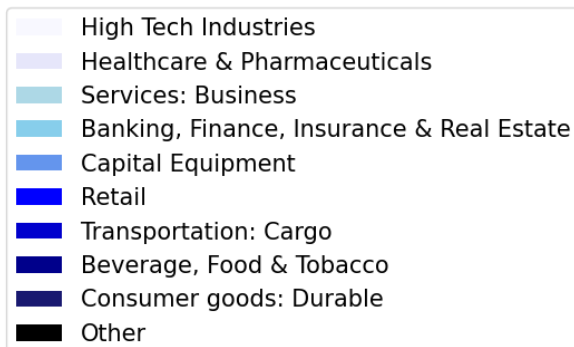 High Tech Industries
Healthcare & Pharmaceuticals
Services: Business
Banking, Finance, Insurance & Real Estate
Capital Equipment
Retail
Transportation: Cargo
Beverage, Food & Tobacco
Consumer goods: Durable
Other